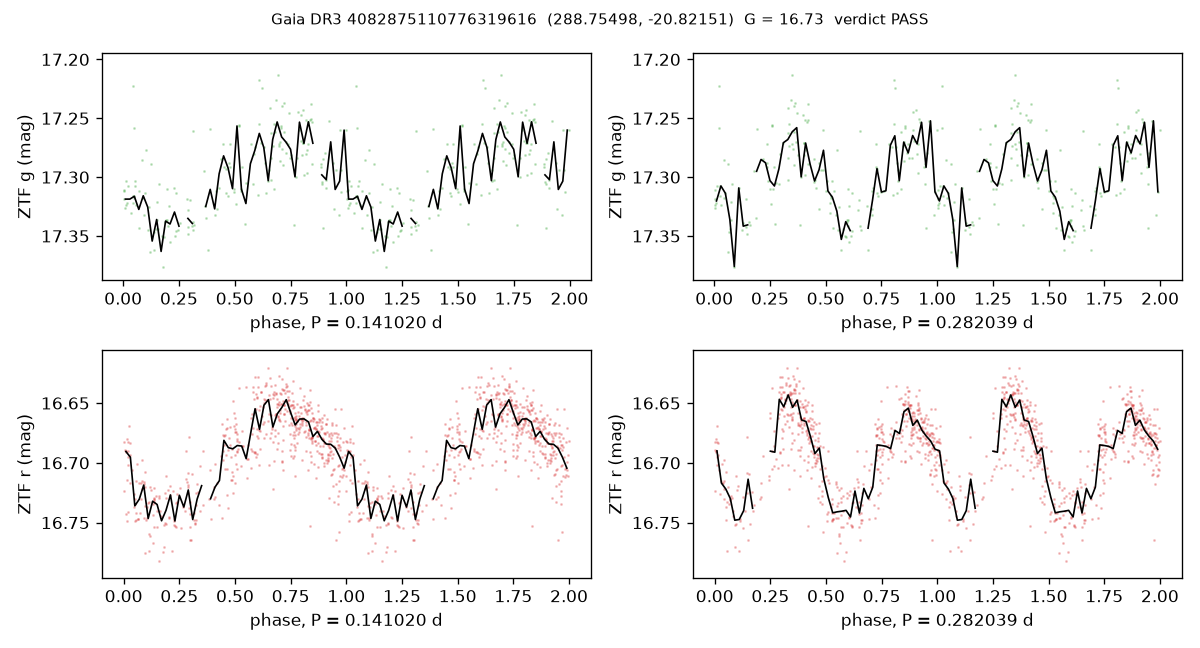 Gaia DR3 4082875110776319616  (288.75498, -20.82151)  G = 16.73  verdict PASS
ZTF g (mag)
17.20
17.25
17.30
17.35
0.00 0.25 0.50 0.75 1.00 1.25 1.50 1.75 2.00
phase, P = 0.141020 d
ZTF g (mag)
17.20
17.25
17.30
17.35
0.00 0.25 0.50 0.75 1.00 1.25 1.50 1.75 2.00
phase, P = 0.282039 d
ZTF r (mag)
16.65
16.70
16.75
0.00 0.25 0.50 0.75 1.00 1.25 1.50 1.75 2.00
phase, P = 0.141020 d
ZTF r (mag)
16.65
16.70
16.75
0.00 0.25 0.50 0.75 1.00 1.25 1.50 1.75 2.00
phase, P = 0.282039 d